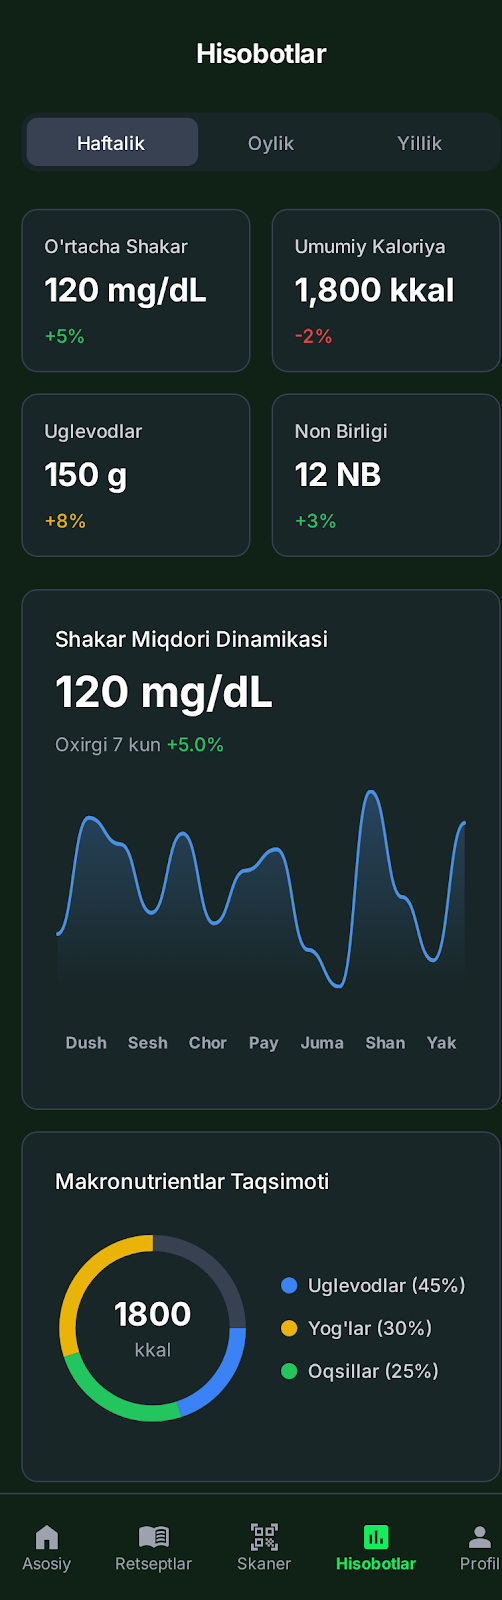 Hisobotlar
Haftalik
Oylik
Yillik
O'rtacha Shakar
120 mg/dL
+5%
Umumiy Kaloriya
1,800 kkal
-2%
Uglevodlar
150 g
+8%
Non Birligi
12 NB
+3%
Shakar Miqdori Dinamikasi
120 mg/dL
Oxirgi 7 kun +5.0%
Dush Sesh Chor Pay Juma Shan Yak
Makronutrientlar Taqsimoti
1800
kkal
Uglevodlar (45%)
Yog'lar (30%)
Oqsillar (25%)
Asosiy
Retseptlar
Skaner
Hisobotlar
Profil